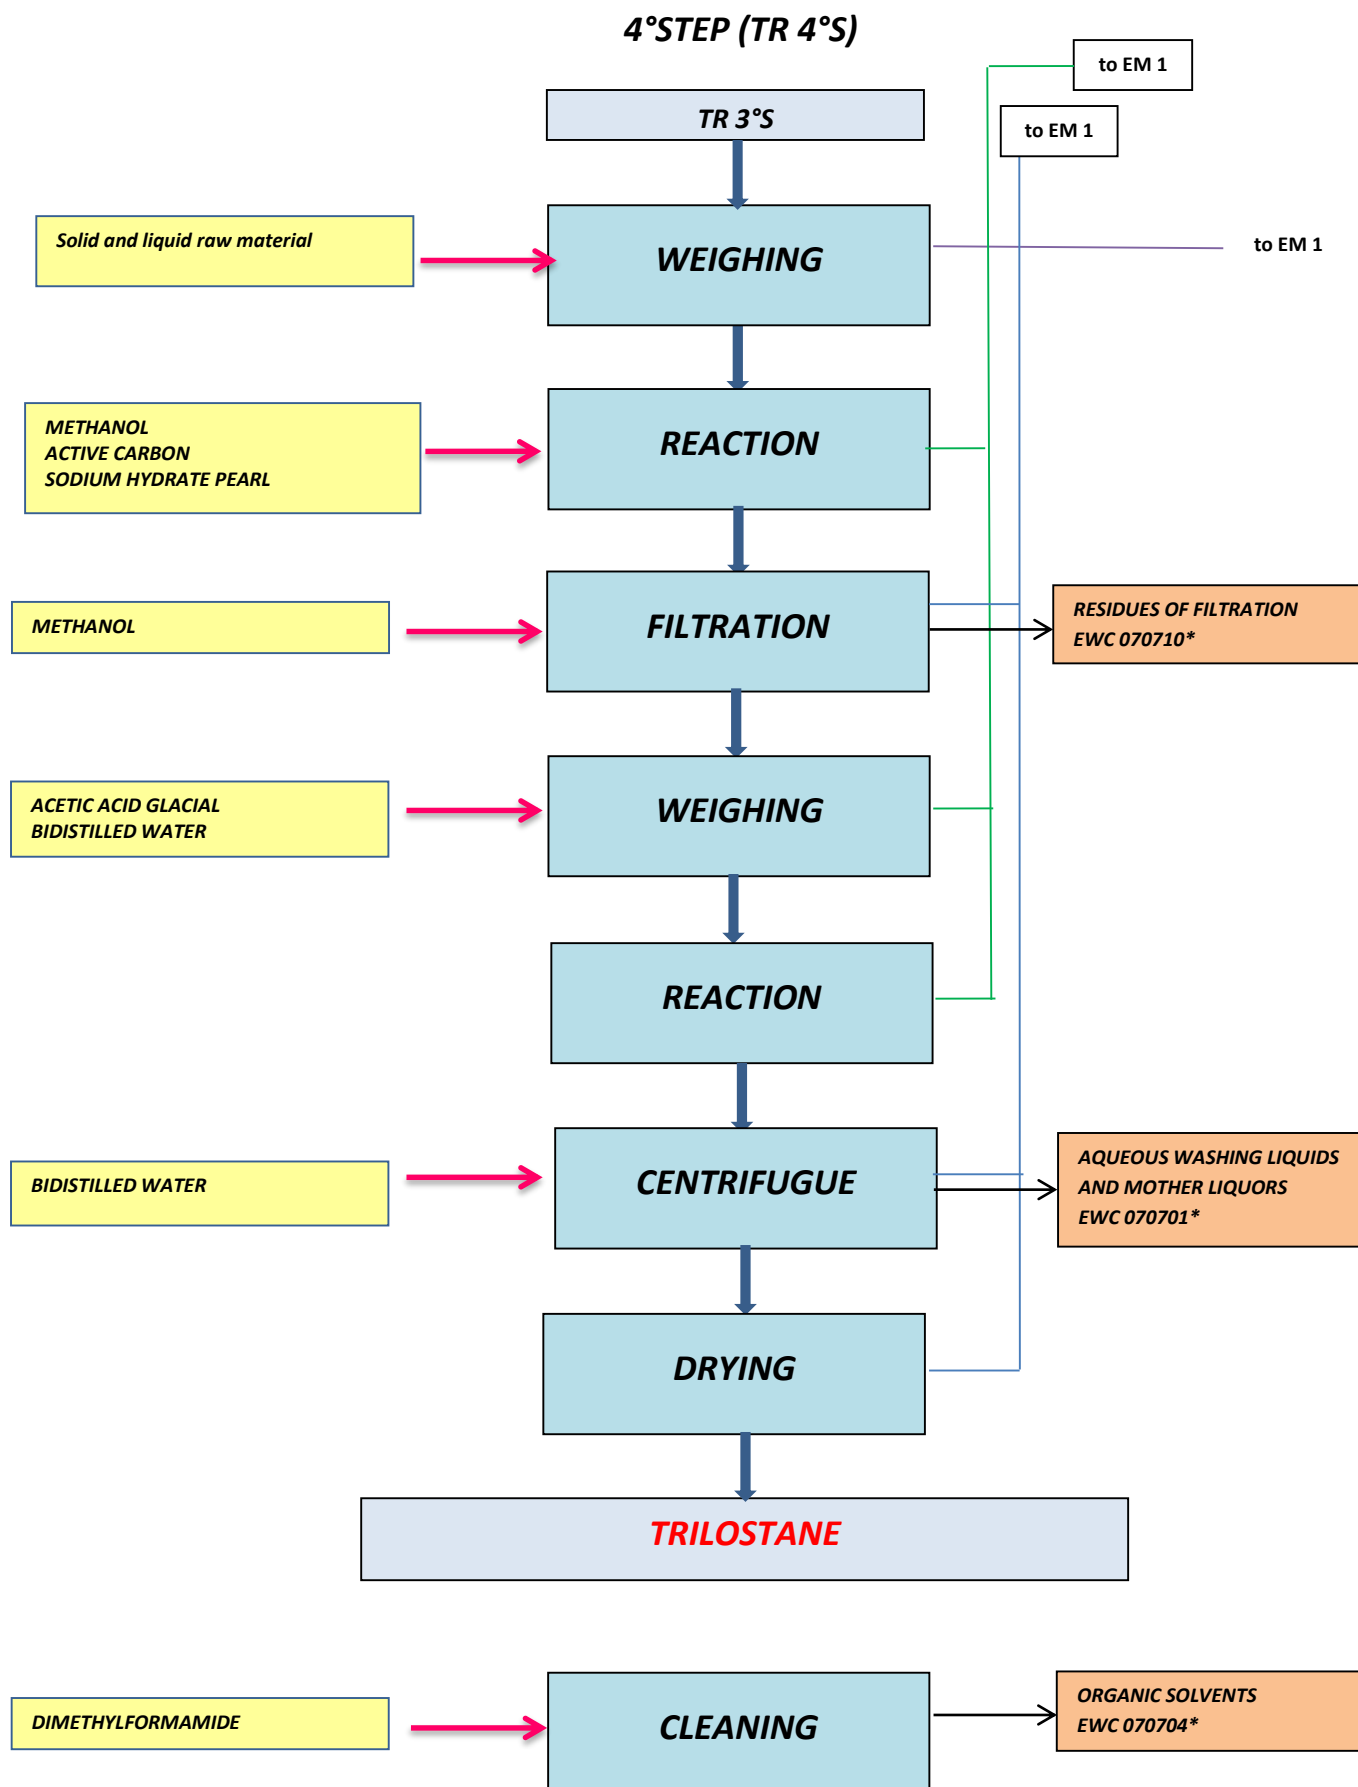 4°STEP (TR 4°S)
to EM 1
TR 3°S
to EM 1
Solid and liquid raw material
WEIGHING
to EM 1
METHANOL
ACTIVE CARBON
SODIUM HYDRATE PEARL
REACTION
METHANOL
FILTRATION
RESIDUES OF FILTRATION
EWC 070710*
ACETIC ACID GLACIAL
BIDISTILLED WATER
WEIGHING
REACTION
BIDISTILLED WATER
CENTRIFUGUE
AQUEOUS WASHING LIQUIDS
AND MOTHER LIQUORS
EWC 070701*
DRYING
TRILOSTANE
DIMETHYLFORMAMIDE
CLEANING
ORGANIC SOLVENTS
EWC 070704*